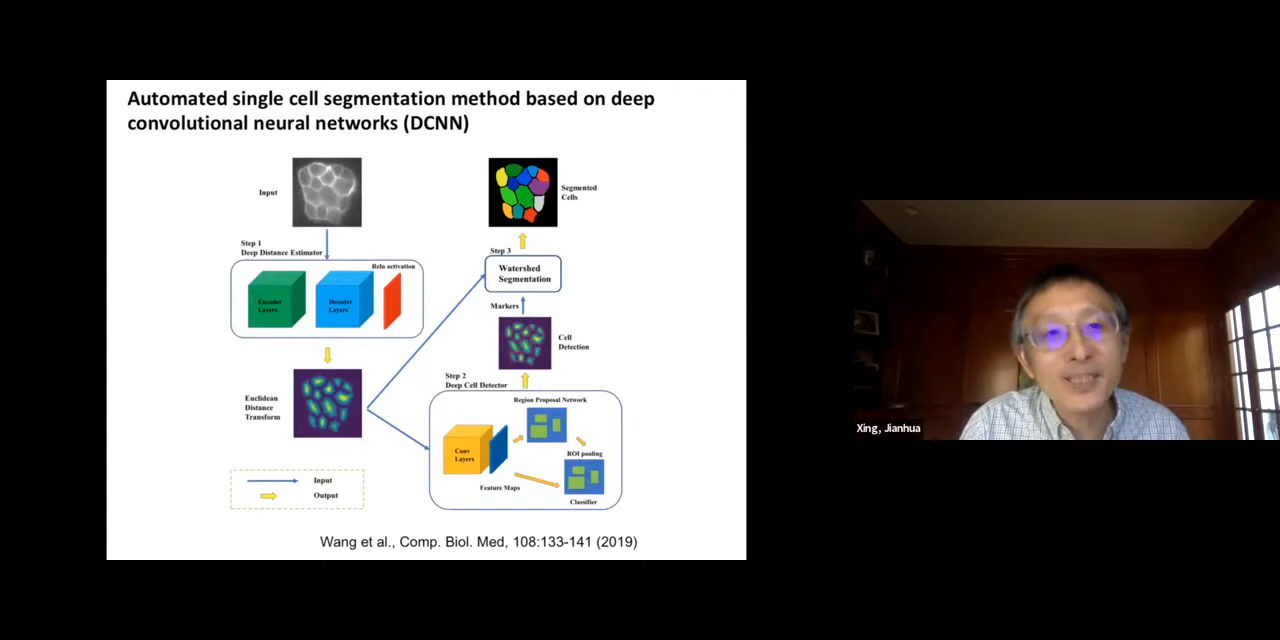 Automated single cell segmentation method based on deep
convolutional neural networks (DCNN)
Input
Step 1
Deep Distance Estimator
Relu activation
Encoder
Layers
Decoder
Layers
Euclidean
Distance
Transform
Input
Output
Segmented
Cells
Step 3
Watershed
Segmentation
Markers
Cell
Detection
Step 2
Deep Cell Detector
Region Proposal Network
Conv
Layers
ROI pooling
Feature Maps
Classifier
Wang et al., Comp. Biol. Med, 108:133-141 (2019)
Xing, Jianhua